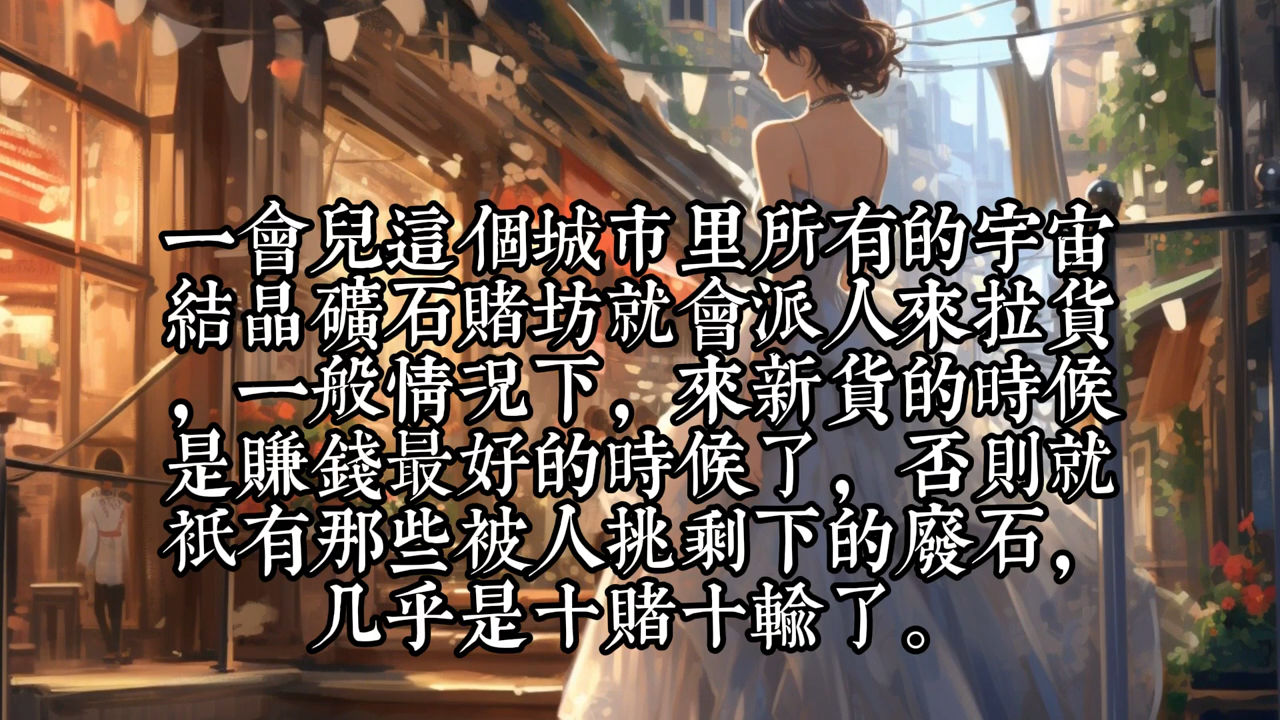 一會兒這個城市里所有的宇宙
結晶礦石賭坊就會派人來拉貨
，一般情况下，來新貨的時候
是賺錢最好的時候了，否則就
衹有那些被人挑剩下的廢石，
几乎是十賭十輸了。